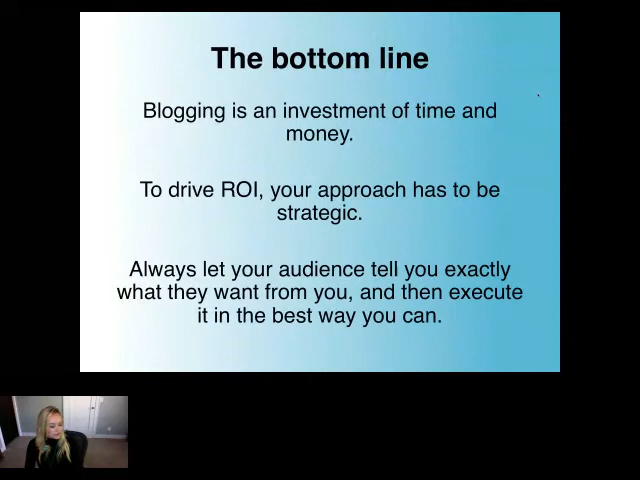 The bottom line
Blogging is an investment of time and
money.
To drive ROI, your approach has to be
strategic.
Always let your audience tell you exactly
what they want from you, and then execute
it in the best way you can.